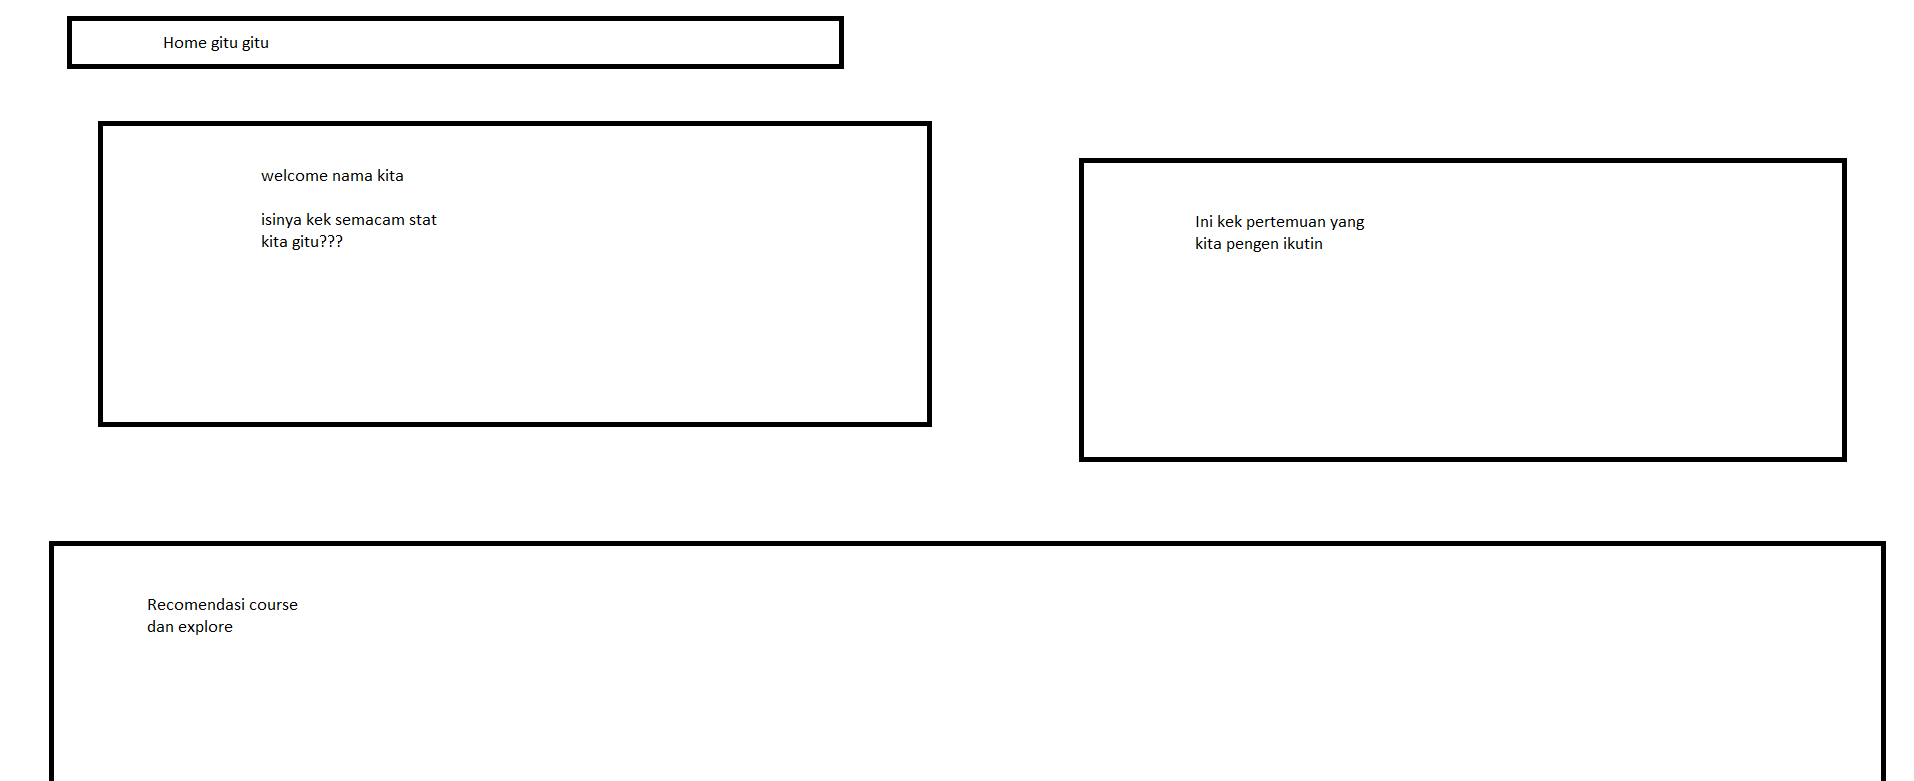 Home gitu gitu
welcome nama kita
isinya kek semacam stat
kita gitu???
Ini kek pertemuan yang
kita pengen ikutin
Recomendasi course
dan explore